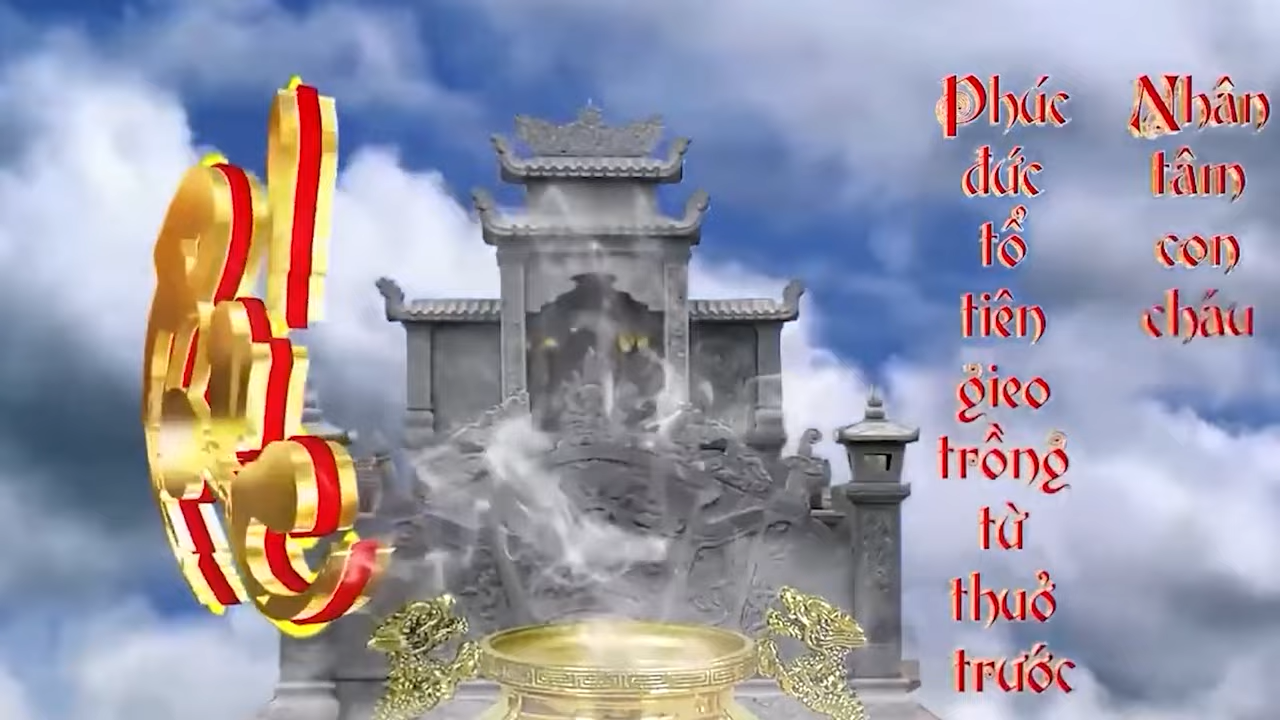 Phúc
đức
tổ
tiên
gieo
trồng
từ
thuở
trước
Nhân
tâm
con
cháu